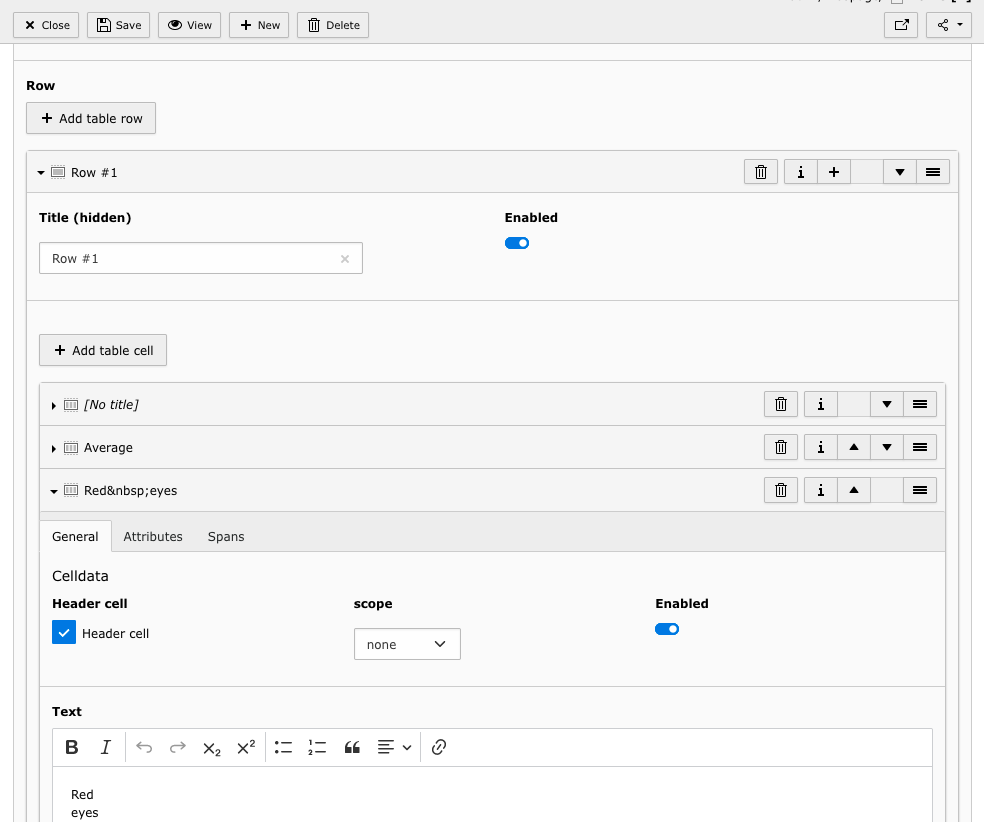 Close Save View New Delete
Row
Add table row
Row #1
Title (hidden) Enabled
Row #1
Add table cell
[No title]
Average
Red&nbsp;eyes
General Attributes Spans
Celldata
Header cell scope Enabled
Header cell none
Text
B I X2 X2
Red
eyes